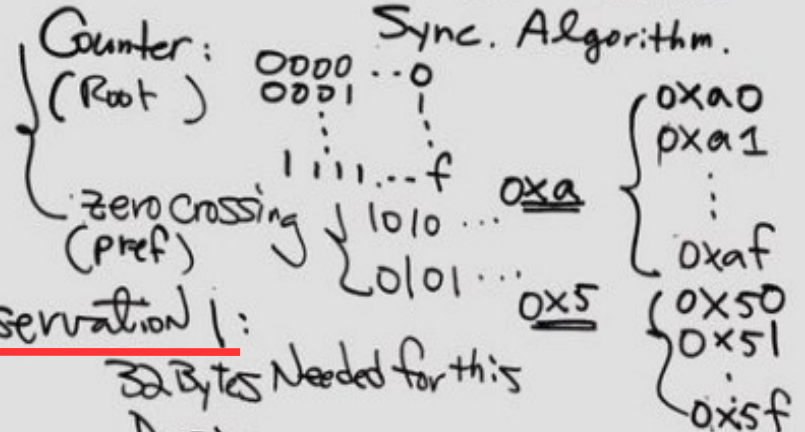 Counter: Sync. Algorithm.
(Root) 0000 -- 0
0001 1
1111 --- f
zero crossing
(pref)
1010 ... 0xa
0101 ... 0x5
0xa0
0xa1
0xaf
0x50
0x51
0x5f
servation 1:
32 Bytes Needed for this